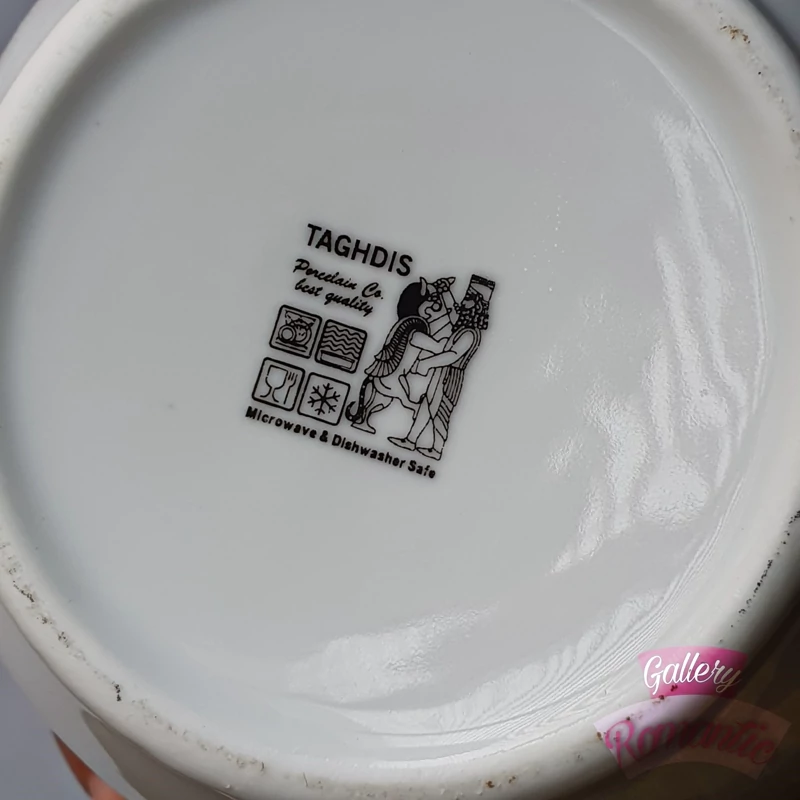 TAGHDIS
Porcelain Co.
best quality
Microwave & Dishwasher Safe
Gallery
Romantic